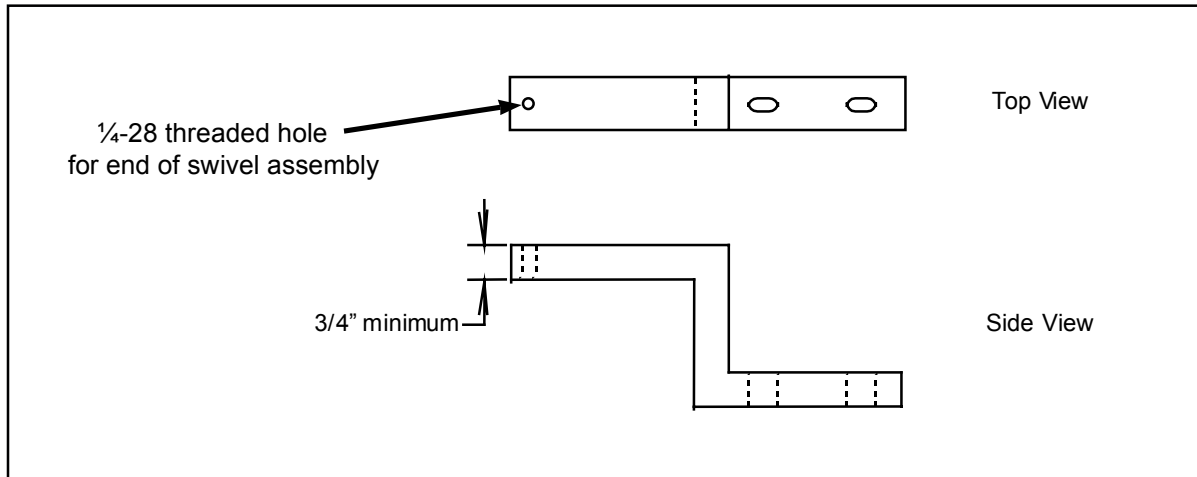 Top View
¼-28 threaded hole
for end of swivel assembly
3/4” minimum
Side View